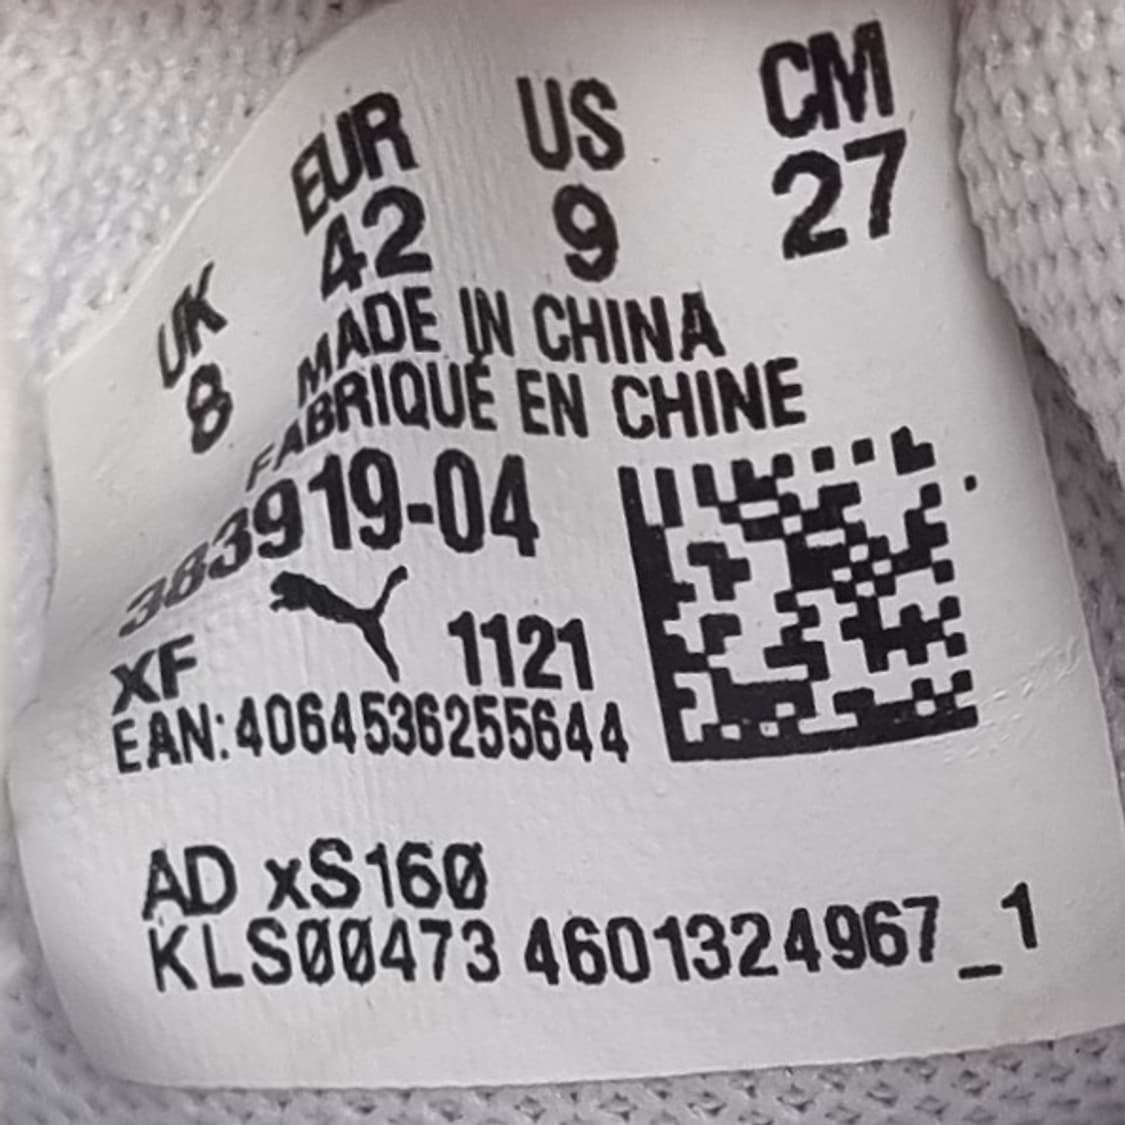 UK EUR US CM
8 42 9 27
MADE IN CHINA
FABRIQUÉ EN CHINE
383919-04
XF 1121
EAN:4064536255644
AD xS160
KLS00473 4601324967_1